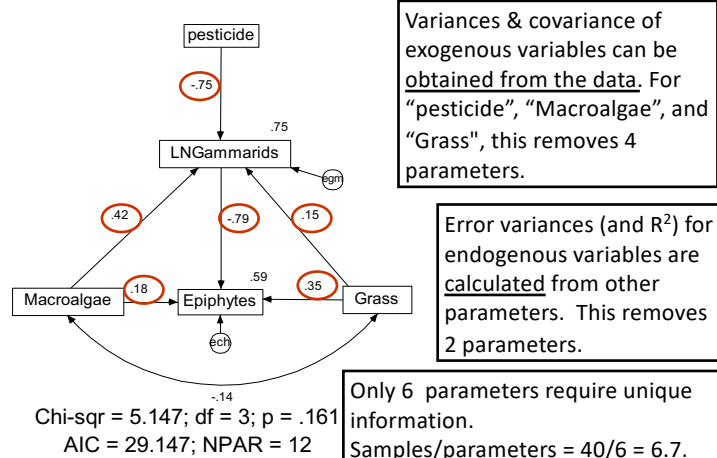 pesticide
-.75
.75
LNGammarids
egm
.42
-.79
.15
.18
.59
.35
Macroalgae
Epiphytes
Grass
ech
-.14
Chi-sqr = 5.147; df = 3; p = .161
AIC = 29.147; NPAR = 12
Variances & covariance of
exogenous variables can be
obtained from the data. For
“pesticide”, “Macroalgae”, and
“Grass", this removes 4
parameters.
Error variances (and R²) for
endogenous variables are
calculated from other
parameters. This removes
2 parameters.
Only 6 parameters require unique
information.
Samples/parameters = 40/6 = 6.7.